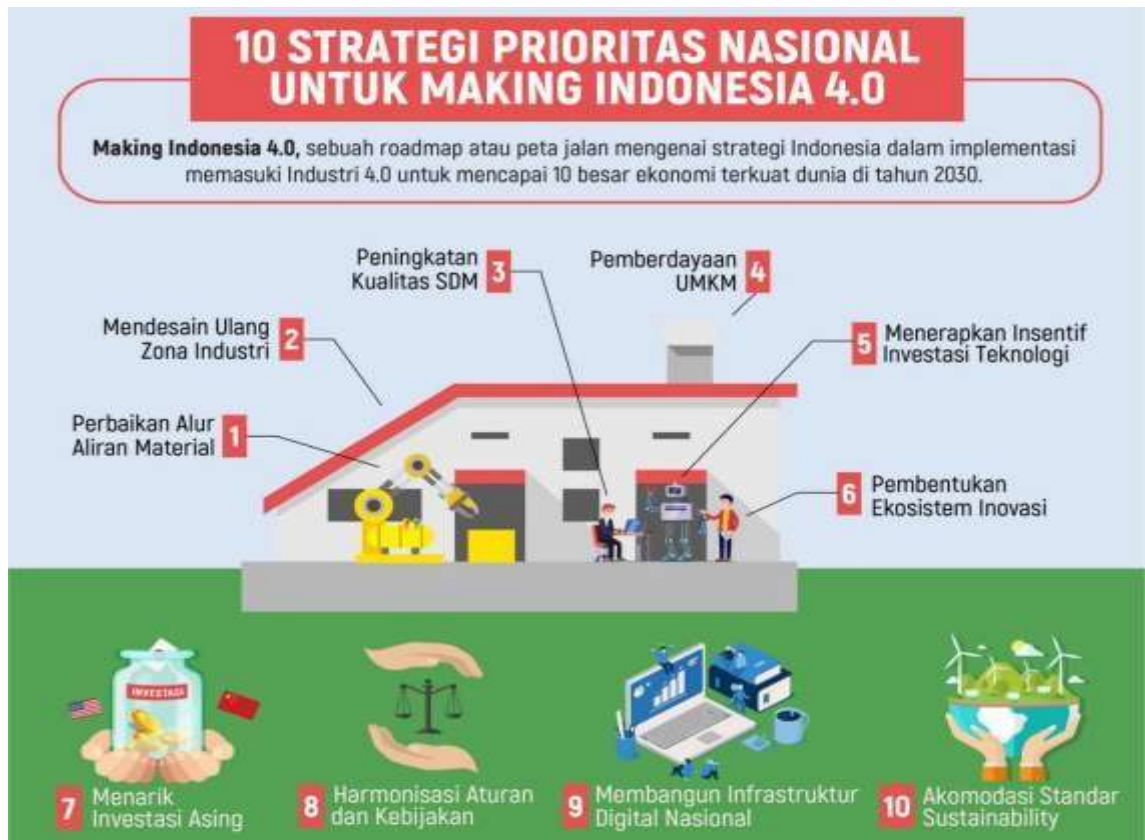 10 STRATEGI PRIORITAS NASIONAL
UNTUK MAKING INDONESIA 4.0
Making Indonesia 4.0, sebuah roadmap atau peta jalan mengenai strategi Indonesia dalam implementasi
memasuki Industri 4.0 untuk mencapai 10 besar ekonomi terkuat dunia di tahun 2030.
Peningkatan
Kualitas SDM
3
Pemberdayaan
UMKM
4
Mendesain Ulang
Zona Industri
2
5
Menerapkan Insentif
Investasi Teknologi
Perbaikan Alur
Aliran Material
1
6
Pembentukan
Ekosistem Inovasi
INVESTASI
7
Menarik
Investasi Asing
8
Harmonisasi Aturan
dan Kebijakan
9
Membangun Infrastruktur
Digital Nasional
10
Akomodasi Standar
Sustainability